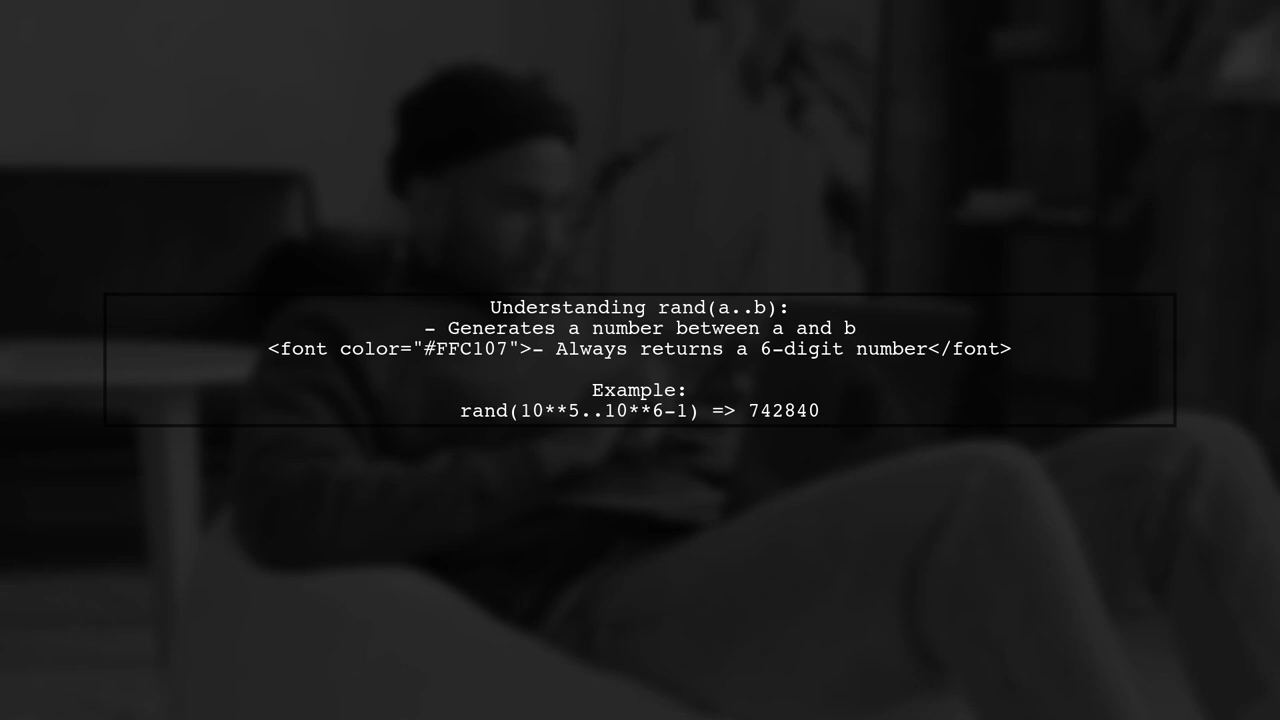 Understanding rand(a..b):
- Generates a number between a and b
<font color="#FFC107">- Always returns a 6-digit number</font>
Example:
rand(10**5..10**6-1) => 742840